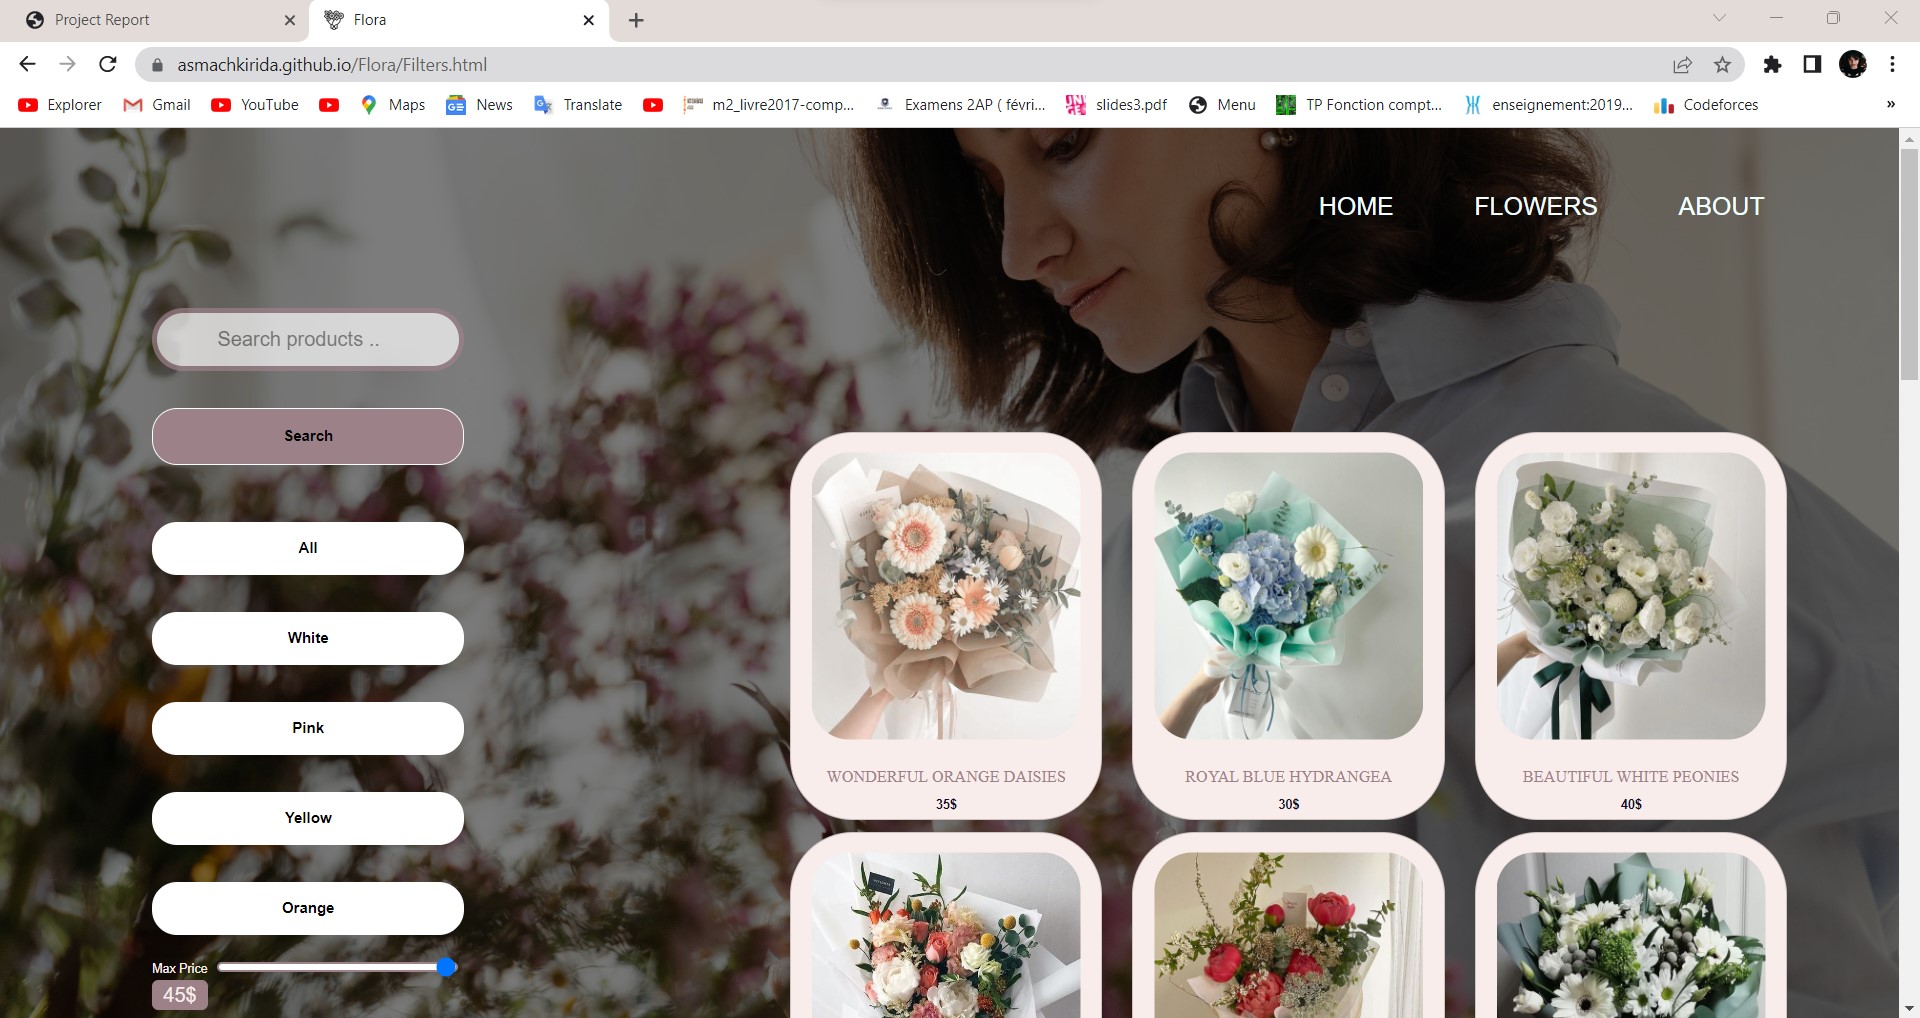 Project Report
Flora
asmachkirida.github.io/Flora/Filters.html
Explorer
Gmail
YouTube
Maps
News
Translate
m2_livre2017-comp...
Examens 2AP ( févri...
slides3.pdf
Menu
TP Fonction compt...
enseignement:2019...
Codeforces
»
HOME
FLOWERS
ABOUT
Search products ..
Search
All
White
Pink
Yellow
Orange
Max Price
45$
WONDERFUL ORANGE DAISIES
35$
ROYAL BLUE HYDRANGEA
30$
BEAUTIFUL WHITE PEONIES
40$